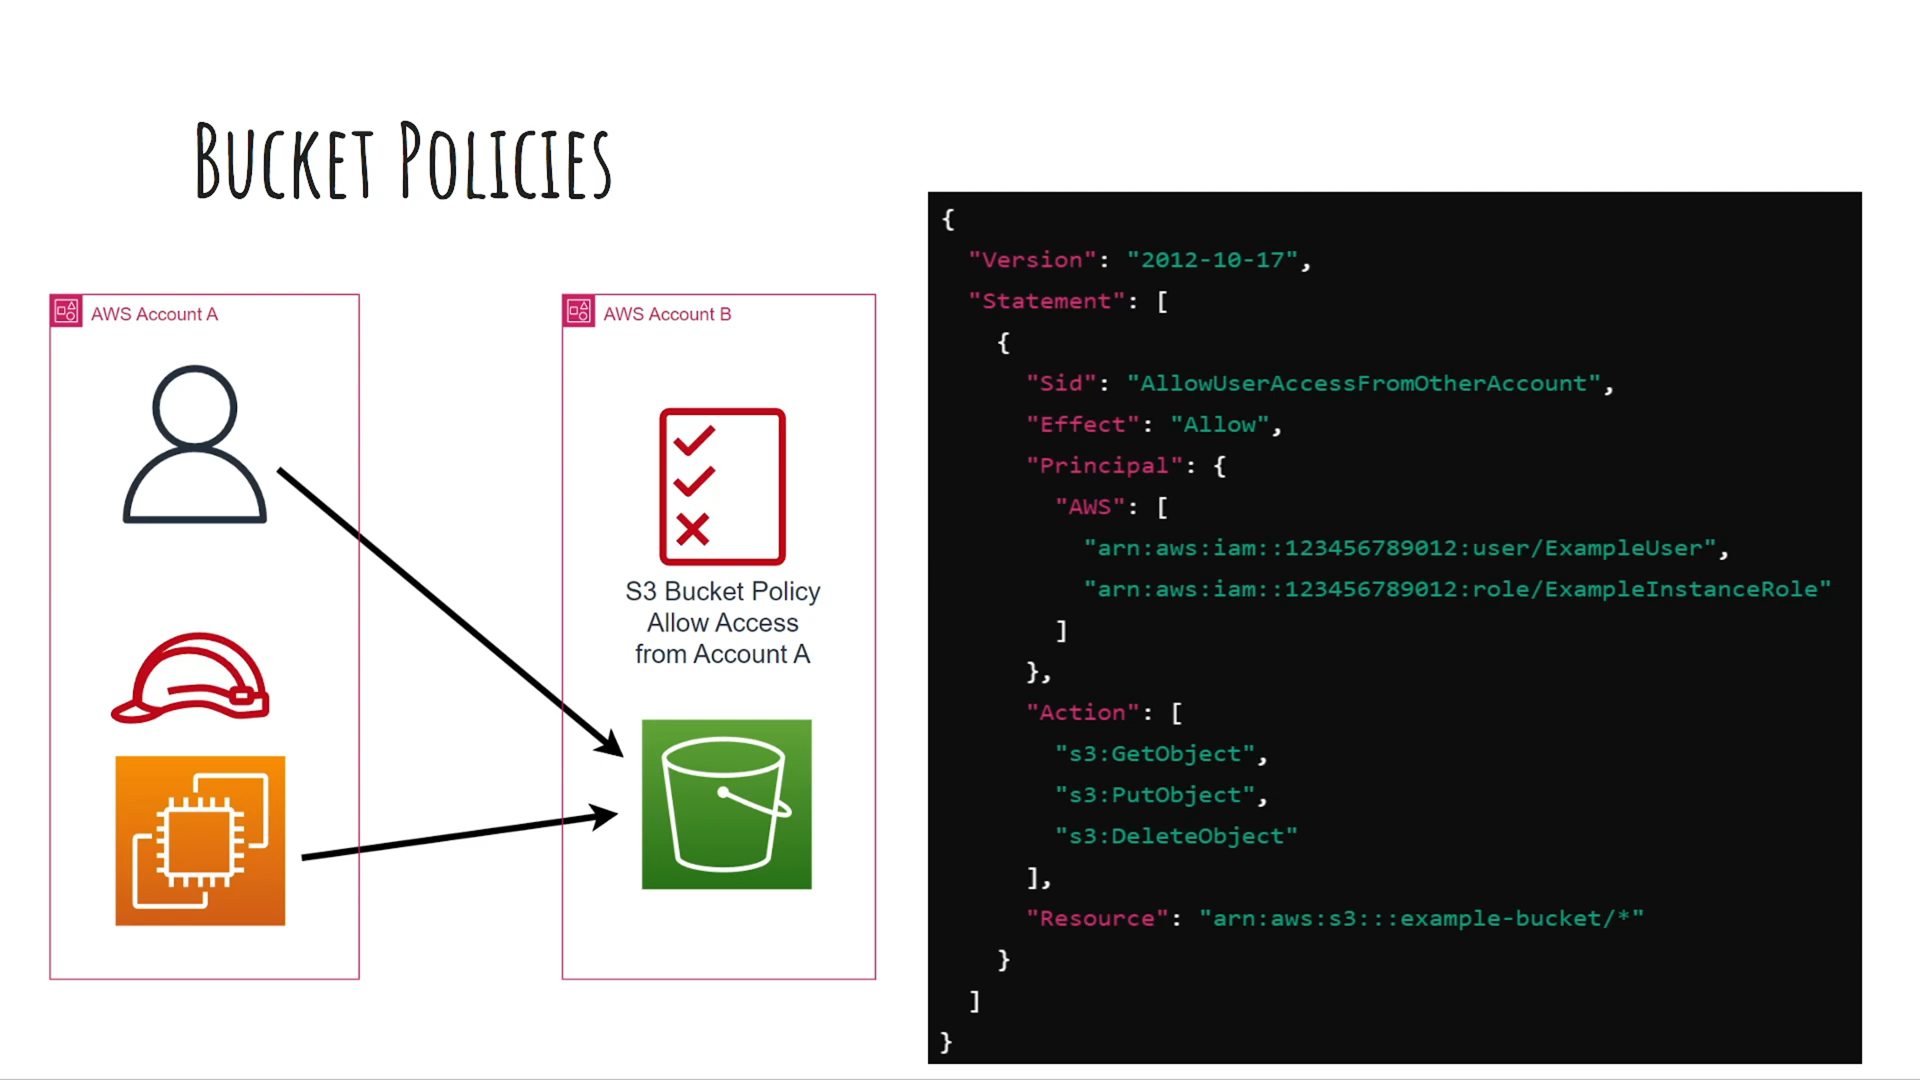 BUCKET POLICIES
AWS Account A
AWS Account B
S3 Bucket Policy
Allow Access
from Account A
{
"Version": "2012-10-17",
"Statement": [
{
"Sid": "AllowUserAccessFromOtherAccount",
"Effect": "Allow",
"Principal": {
"AWS": [
"arn:aws:iam::123456789012:user/ExampleUser",
"arn:aws:iam::123456789012:role/ExampleInstanceRole"
]
},
"Action": [
"s3:GetObject",
"s3:PutObject",
"s3:DeleteObject"
],
"Resource": "arn:aws:s3:::example-bucket/*"
}
]
}